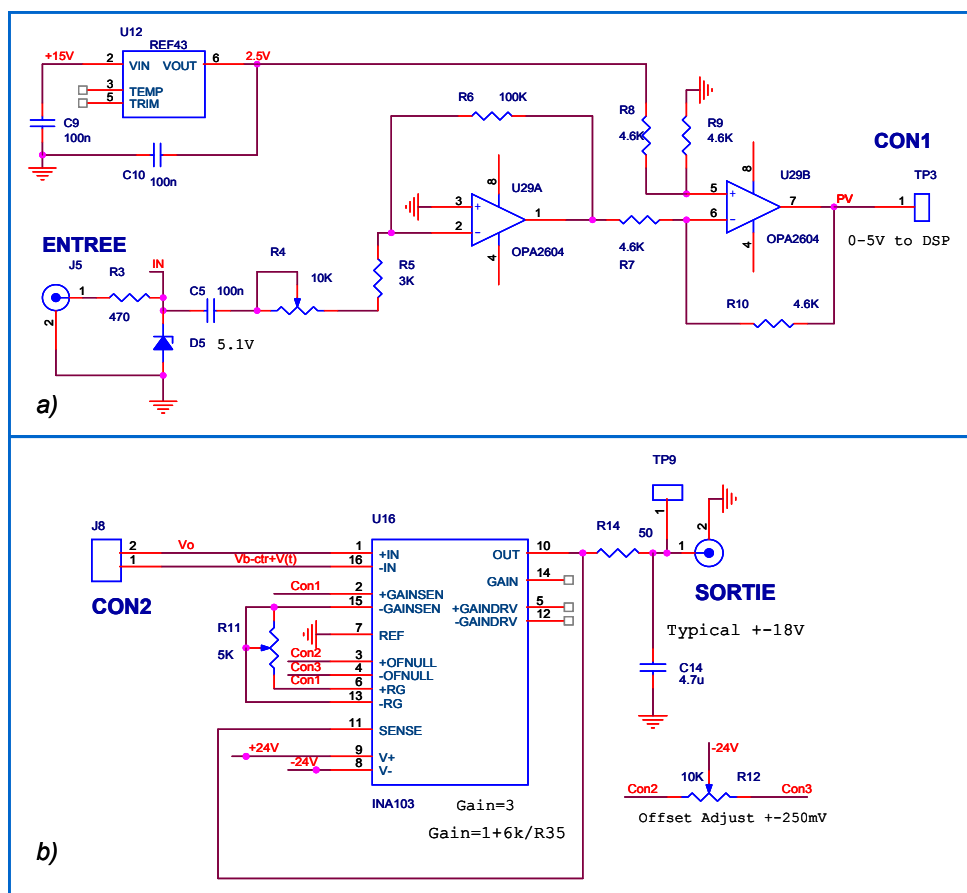 U12
REF43
+15V
2
VIN
VOUT
6
2.5V
3
TEMP
5
TRIM
C9
100n
C10
100n
R6
100K
R8
4.6K
R9
4.6K
CON1
TP3
8
U29A
3
+
2
−
1
OPA2604
4
4.6K
R7
8
U29B
5
+
6
−
7
OPA2604
4
PV
1
0-5V to DSP
R10
4.6K
ENTREE
J5
1
2
R3
470
IN
C5
100n
R4
10K
R5
3K
D5
5.1V
a)
TP9
1
J8
2
1
Vo
Vb-ctr+V(t)
CON2
U16
1
+IN
16
-IN
Con1
2
+GAINSEN
15
-GAINSEN
R11
5K
7
REF
Con2
3
+OFNULL
Con3
4
-OFNULL
Con1
6
+RG
13
-RG
11
SENSE
+24V
9
V+
-24V
8
V-
OUT
10
GAIN
14
+GAINDRV
5
-GAINDRV
12
INA103
Gain=3
Gain=1+6k/R35
R14
50
1
2
SORTIE
Typical +-18V
C14
4.7u
-24V
10K
R12
Con2
Con3
Offset Adjust +-250mV
b)